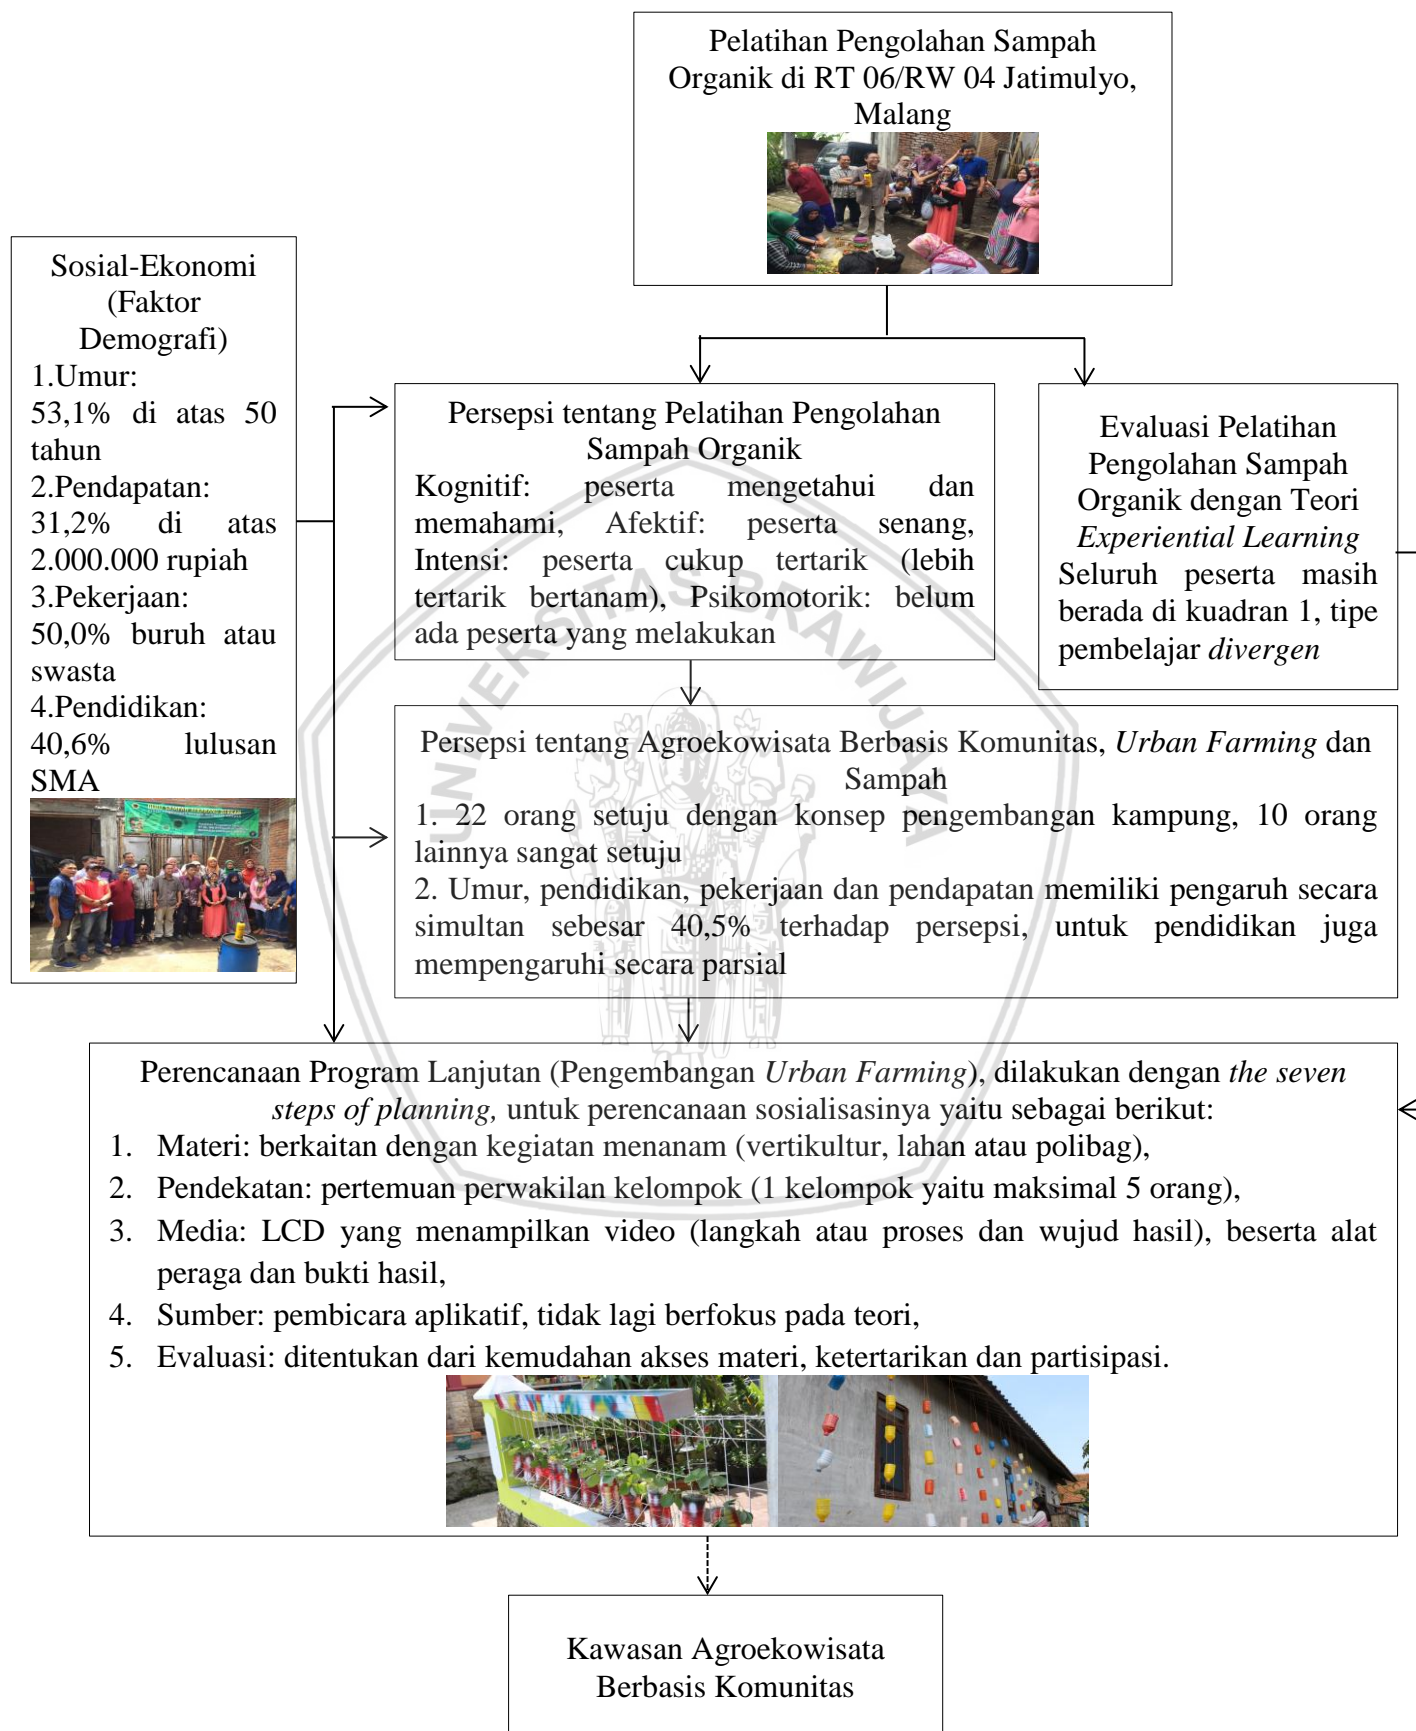 Pelatihan Pengolahan Sampah
Organik di RT 06/RW 04 Jatimulyo,
Malang
Sosial-Ekonomi
(Faktor
Demografi)
1.Umur:
53,1% di atas 50
tahun
2.Pendapatan:
31,2% di atas
2.000.000 rupiah
3.Pekerjaan:
50,0% buruh atau
swasta
4.Pendidikan:
40,6% lulusan
SMA
Persepsi tentang Pelatihan Pengolahan
Sampah Organik
Kognitif: peserta mengetahui dan
memahami, Afektif: peserta senang,
Intensi: peserta cukup tertarik (lebih
tertarik bertanam), Psikomotorik: belum
ada peserta yang melakukan
Evaluasi Pelatihan
Pengolahan Sampah
Organik dengan Teori
Experiential Learning
Seluruh peserta masih
berada di kuadran 1, tipe
pembelajar divergen
Persepsi tentang Agroekowisata Berbasis Komunitas, Urban Farming dan
Sampah
1. 22 orang setuju dengan konsep pengembangan kampung, 10 orang
lainnya sangat setuju
2. Umur, pendidikan, pekerjaan dan pendapatan memiliki pengaruh secara
simultan sebesar 40,5% terhadap persepsi, untuk pendidikan juga
mempengaruhi secara parsial
Perencanaan Program Lanjutan (Pengembangan Urban Farming), dilakukan dengan the seven
steps of planning, untuk perencanaan sosialisasinya yaitu sebagai berikut:
1. Materi: berkaitan dengan kegiatan menanam (vertikultur, lahan atau polibag),
2. Pendekatan: pertemuan perwakilan kelompok (1 kelompok yaitu maksimal 5 orang),
3. Media: LCD yang menampilkan video (langkah atau proses dan wujud hasil), beserta alat
peraga dan bukti hasil,
4. Sumber: pembicara aplikatif, tidak lagi berfokus pada teori,
5. Evaluasi: ditentukan dari kemudahan akses materi, ketertarikan dan partisipasi.
Kawasan Agroekowisata
Berbasis Komunitas
UNIVERSITAS BRAWIJAYA